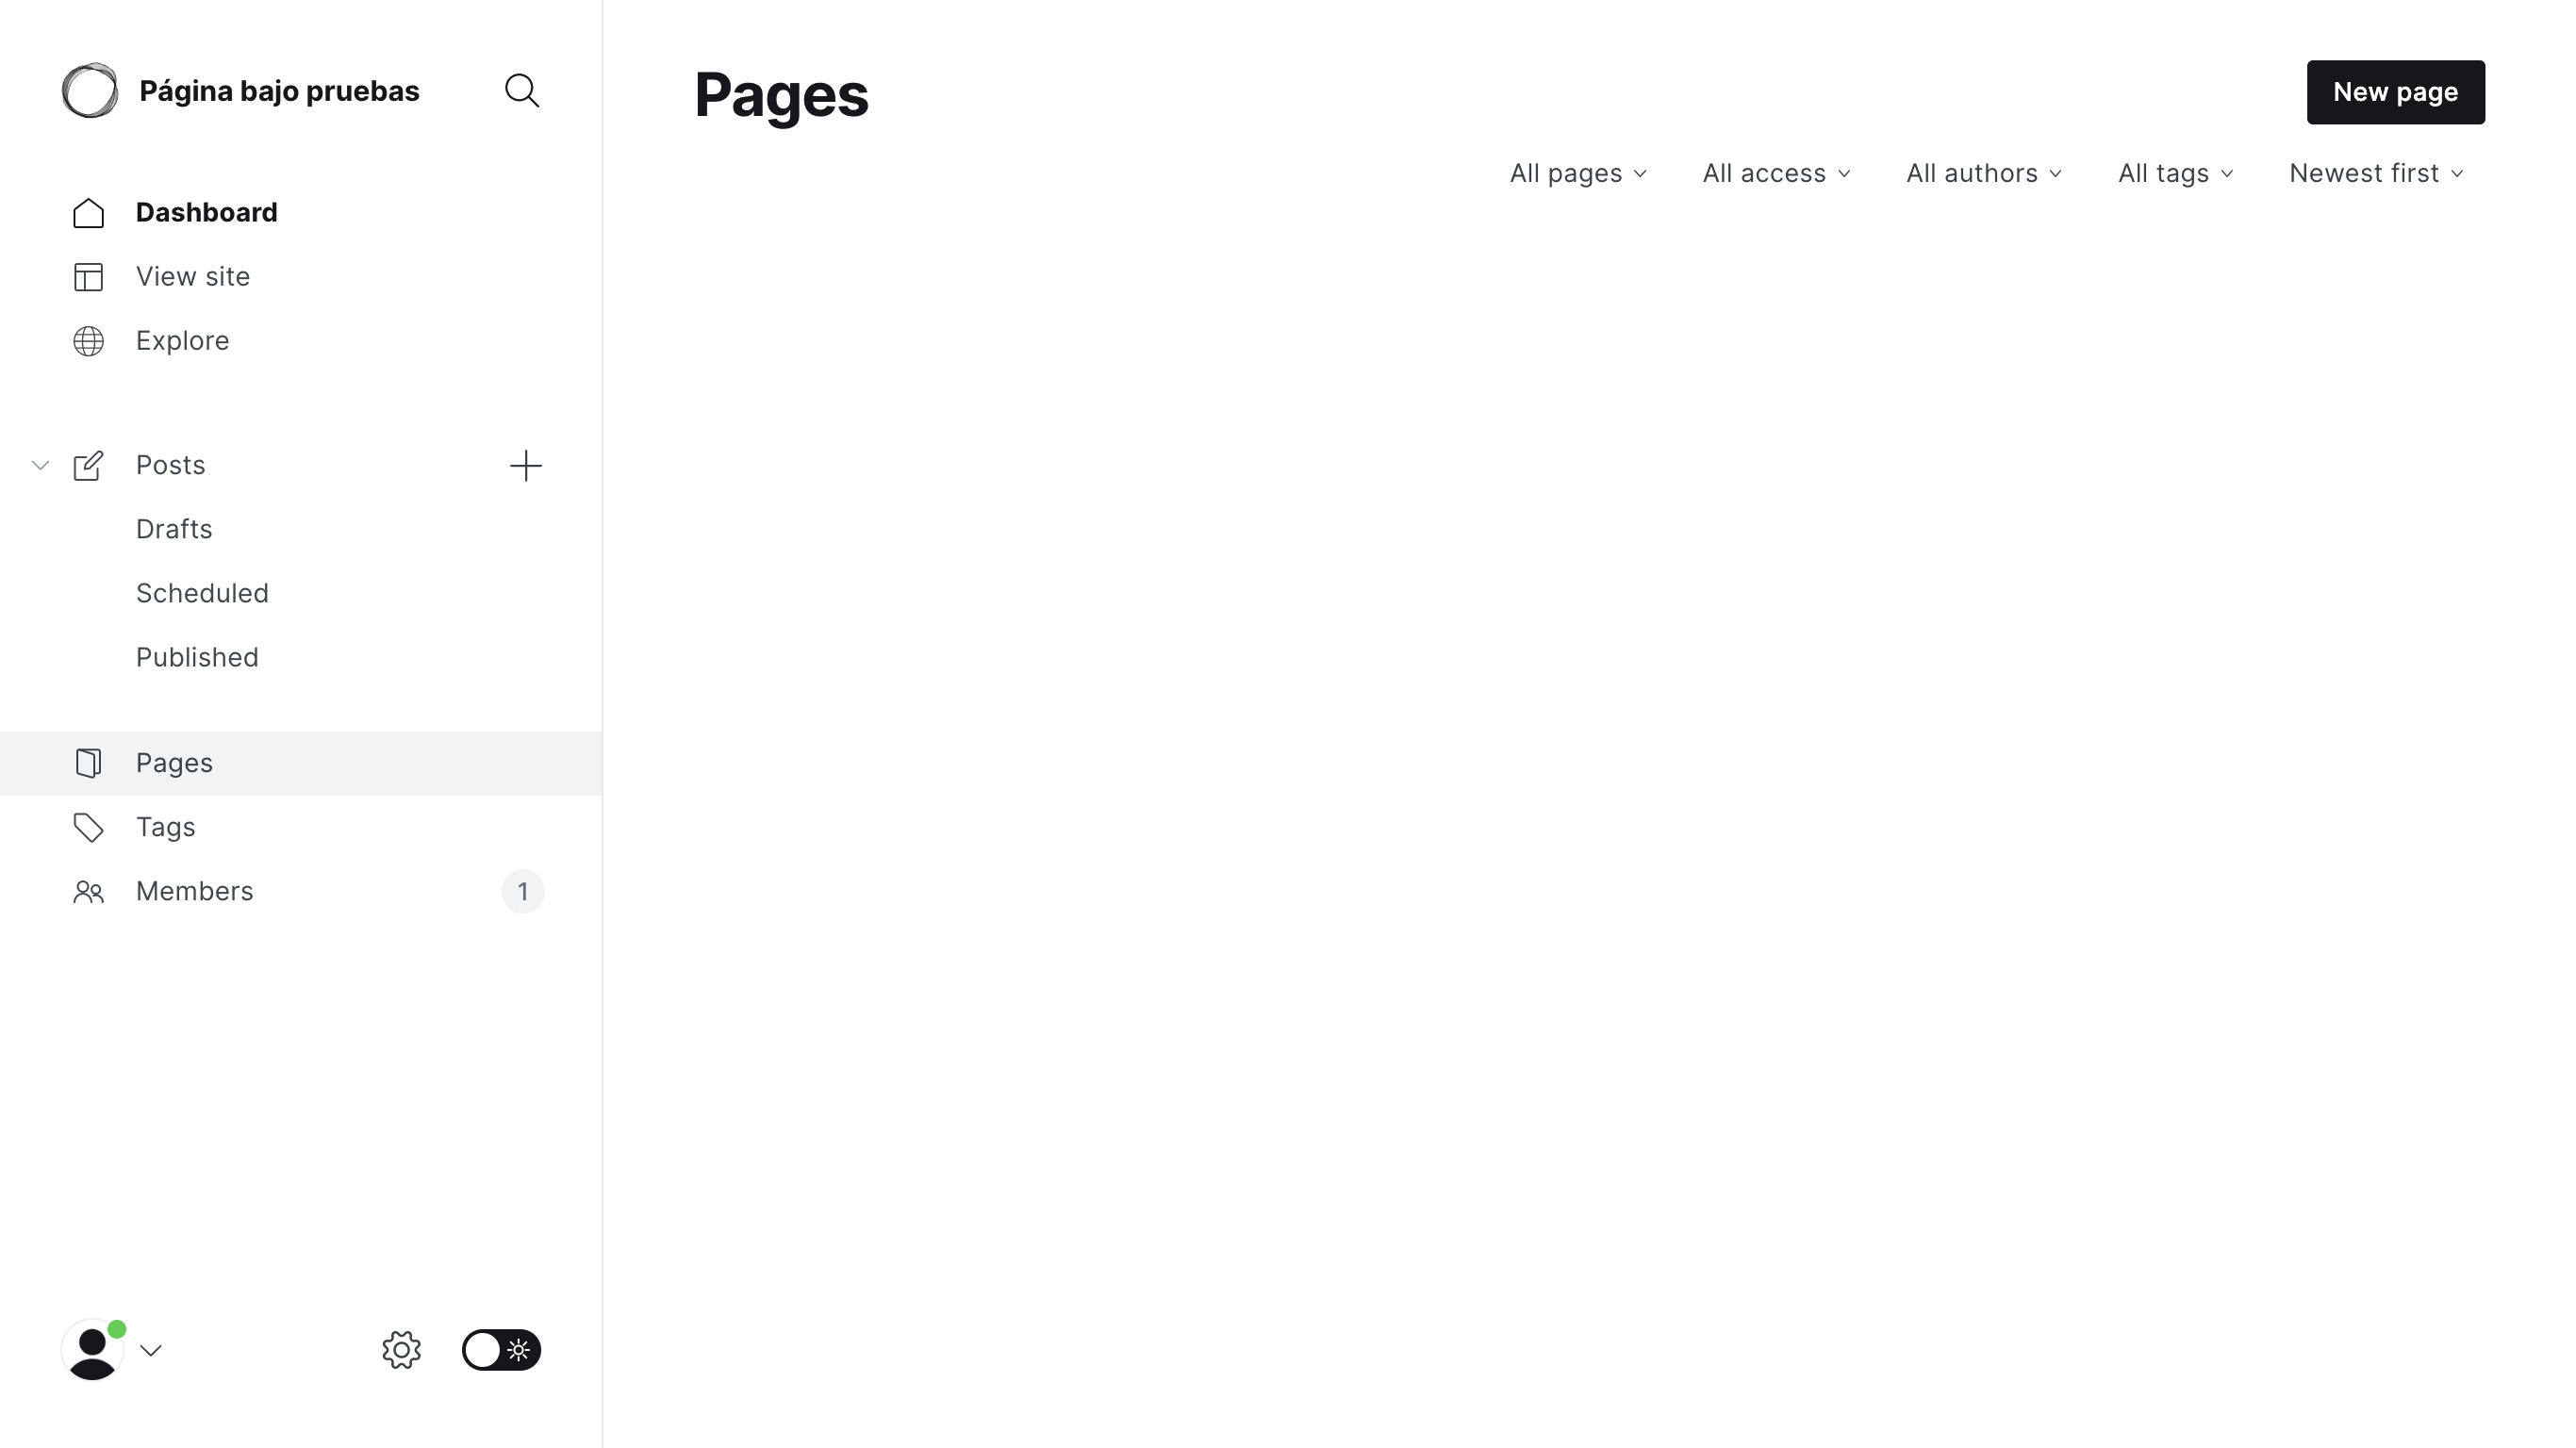 Página bajo pruebas
Dashboard
View site
Explore
Posts
Drafts
Scheduled
Published
Pages
Tags
Members 1
Pages
New page
All pages All access All authors All tags Newest first